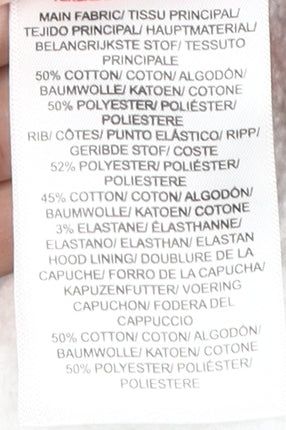 MAIN FABRIC/ TISSU PRINCIPAL/
TEJIDO PRINCIPAL/ HAUPTMATERIAL/
BELANGRIJKSTE STOF/ TESSUTO
PRINCIPALE
50% COTTON/ COTON/ ALGODÓN/
BAUMWOLLE/ KATOEN/ COTONE
50% POLYESTER/ POLIÉSTER/
POLIESTERE
RIB/ CÔTES/ PUNTO ELÁSTICO/ RIPP/
GERIBDE STOF/ COSTE
52% POLYESTER/ POLIÉSTER/
POLIESTERE
45% COTTON/ COTON/ ALGODÓN/
BAUMWOLLE/ KATOEN/ COTONE
3% ELASTANE/ ÉLASTHANNE/
ELASTANO/ ELASTHAN/ ELASTAN
HOOD LINING/ DOUBLURE DE LA
CAPUCHE/ FORRO DE LA CAPUCHA/
KAPUZENFUTTER/ VOERING
CAPUCHON/ FODERA DEL
CAPPUCCIO
50% COTTON/ COTON/ ALGODÓN/
BAUMWOLLE/ KATOEN/ COTONE
50% POLYESTER/ POLIÉSTER/
POLIESTERE